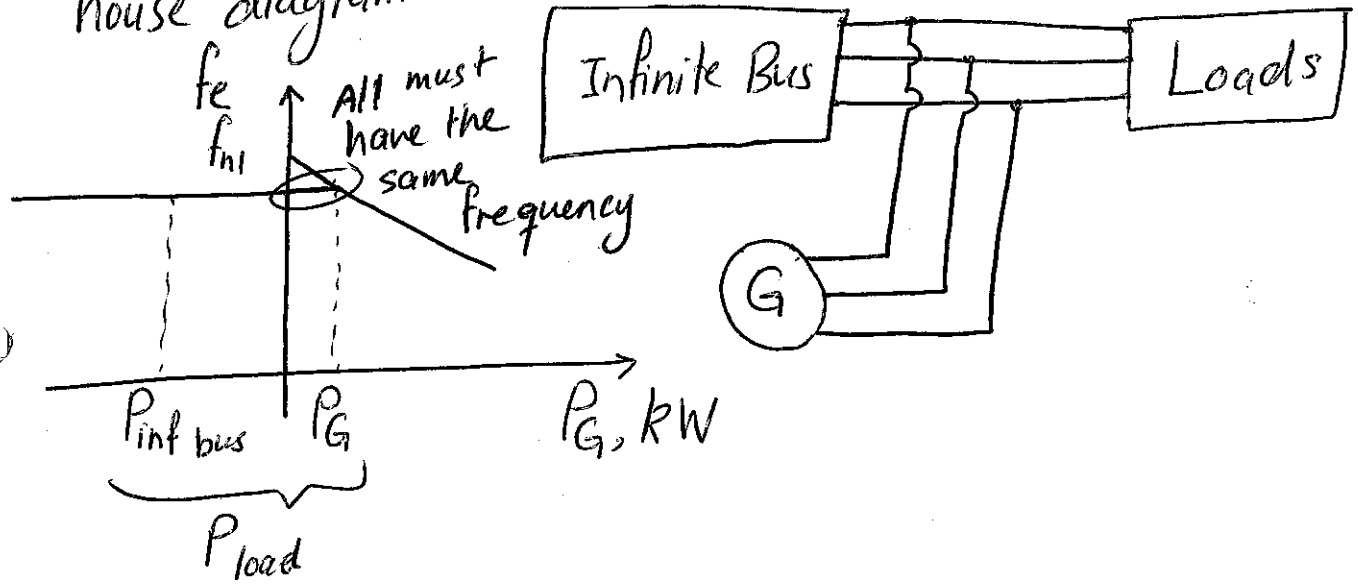 house diagram
fe
fnl
All must
have the
same
frequency
Infinite Bus
Loads
G
Pinf bus
PG
PG, kW
Pload